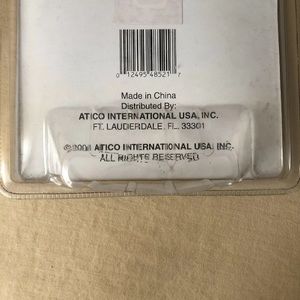 0 12495 48521 7
Made in China
Distributed By:
ATICO INTERNATIONAL USA, INC.
FT. LAUDERDALE, FL. 33301
ATICO INTERNATIONAL USA, INC.
ALL RIGHTS RESERVED